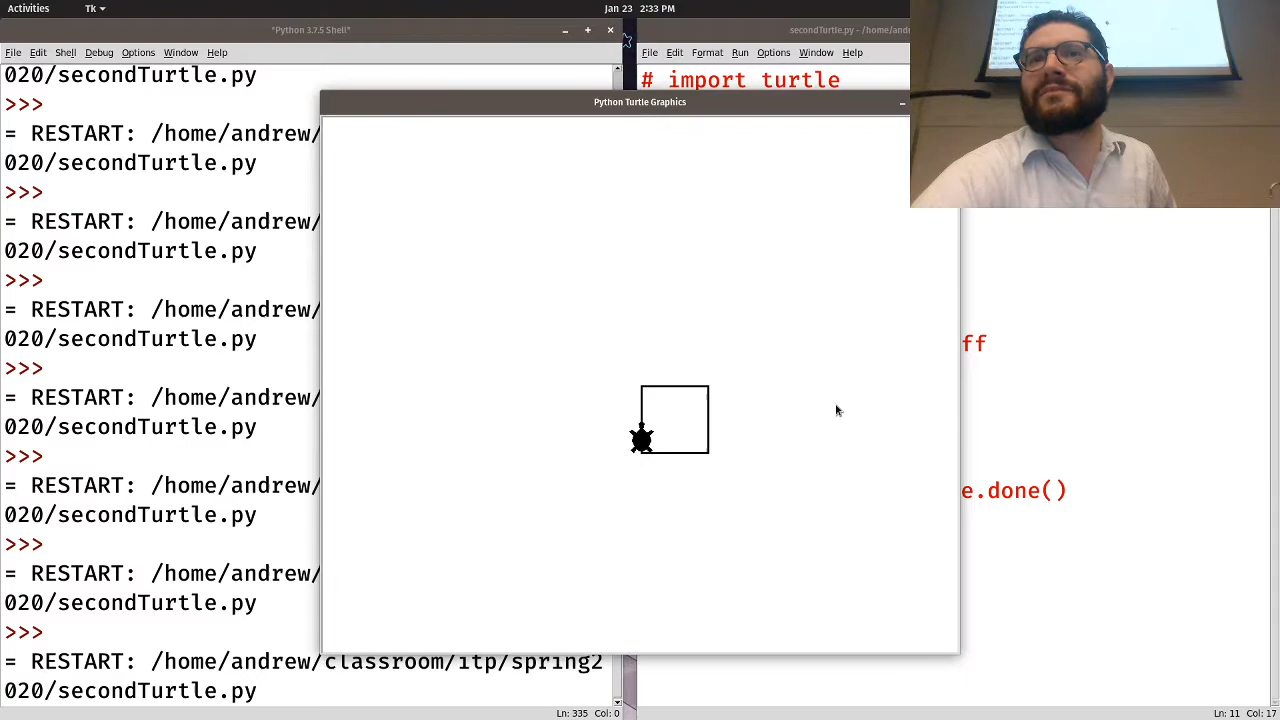 Activities
Tk
Jan 23 2:33 PM
*Python 3.7.5 Shell*
File Edit Shell Debug
Window Help
020/secondTurtle.py
>>>
= RESTART: /home/andrew/
020/secondTurtle.py
>>>
= RESTART: /home/andrew/
020/secondTurtle.py
>>>
= RESTART: /home/andrew/
020/secondTurtle.py
>>>
= RESTART: /home/andrew/
020/secondTurtle.py
>>>
= RESTART: /home/andrew/
020/secondTurtle.py
>>>
= RESTART: /home/andrew/
020/secondTurtle.py
>>>
= RESTART: /home/andrew/classroom/itp/spring2
020/secondTurtle.py
Ln: 335 Col: 0
secondTurtle.py - /home/and
File Edit Format
Options Window Help
# import turtle
Python Turtle Graphics
ff
e.done()
Ln: 11 Col: 17